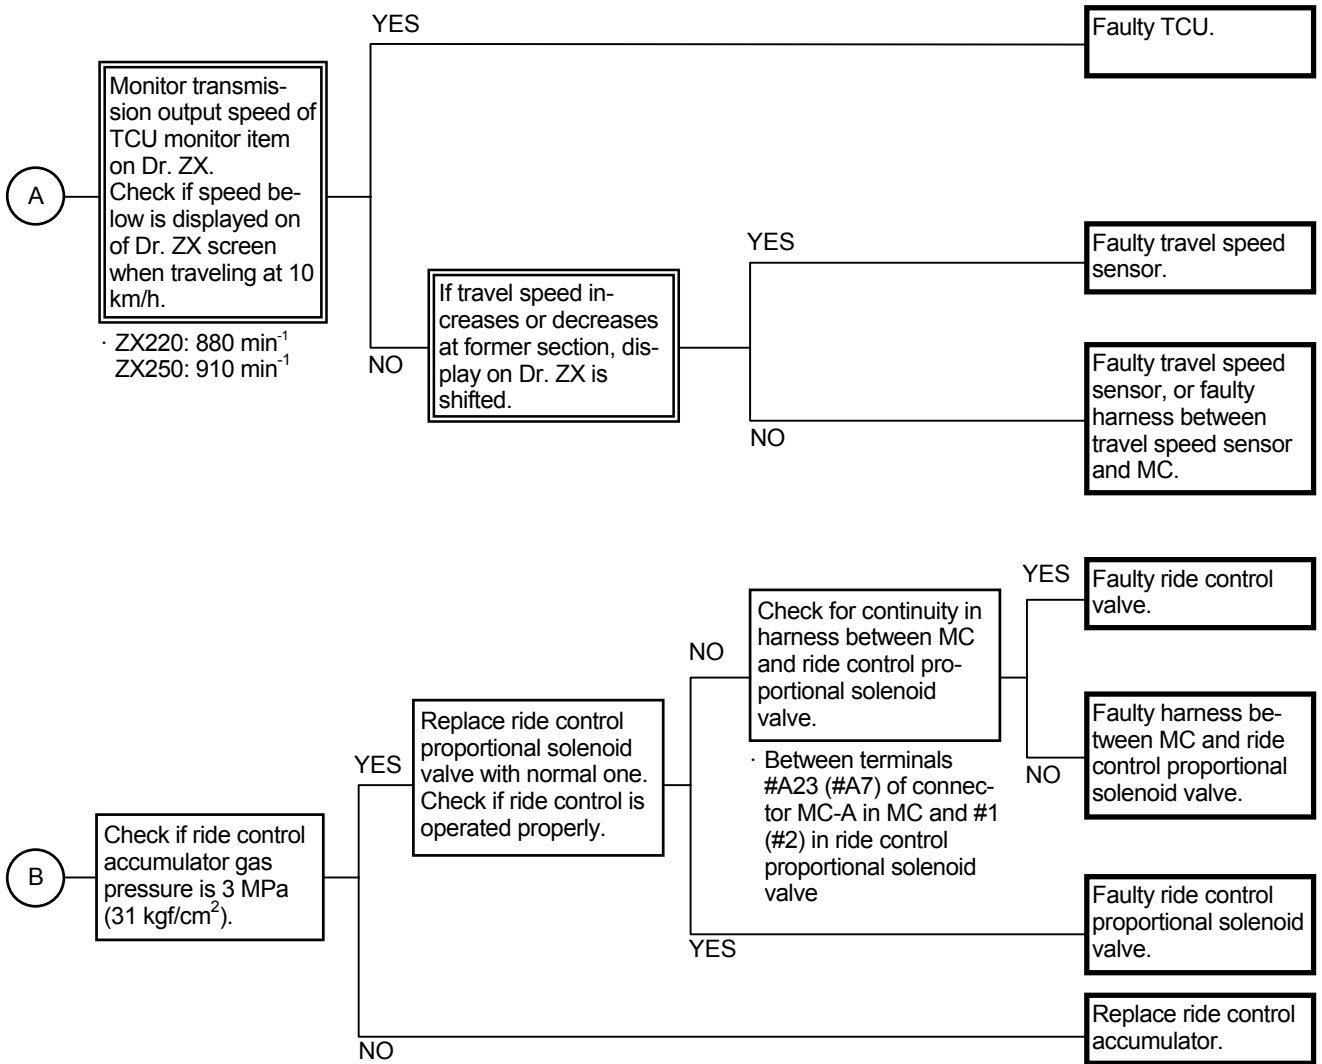 A
Monitor transmis-
sion output speed of
TCU monitor item
on Dr. ZX.
Check if speed be-
low is displayed on
of Dr. ZX screen
when traveling at 10
km/h.
· ZX220: 880 min⁻¹
ZX250: 910 min⁻¹
YES
Faulty TCU.
NO
If travel speed in-
creases or decreases
at former section, dis-
play on Dr. ZX is
shifted.
YES
Faulty travel speed
sensor.
NO
Faulty travel speed
sensor, or faulty
harness between
travel speed sensor
and MC.
B
Check if ride control
accumulator gas
pressure is 3 MPa
(31 kgf/cm²).
YES
Replace ride control
proportional solenoid
valve with normal one.
Check if ride control is
operated properly.
NO
Check for continuity in
harness between MC
and ride control pro-
portional solenoid
valve.
· Between terminals
#A23 (#A7) of connec-
tor MC-A in MC and #1
(#2) in ride control
proportional solenoid
valve
YES
Faulty ride control
valve.
NO
Faulty harness be-
tween MC and ride
control proportional
solenoid valve.
YES
Faulty ride control
proportional solenoid
valve.
NO
Replace ride control
accumulator.